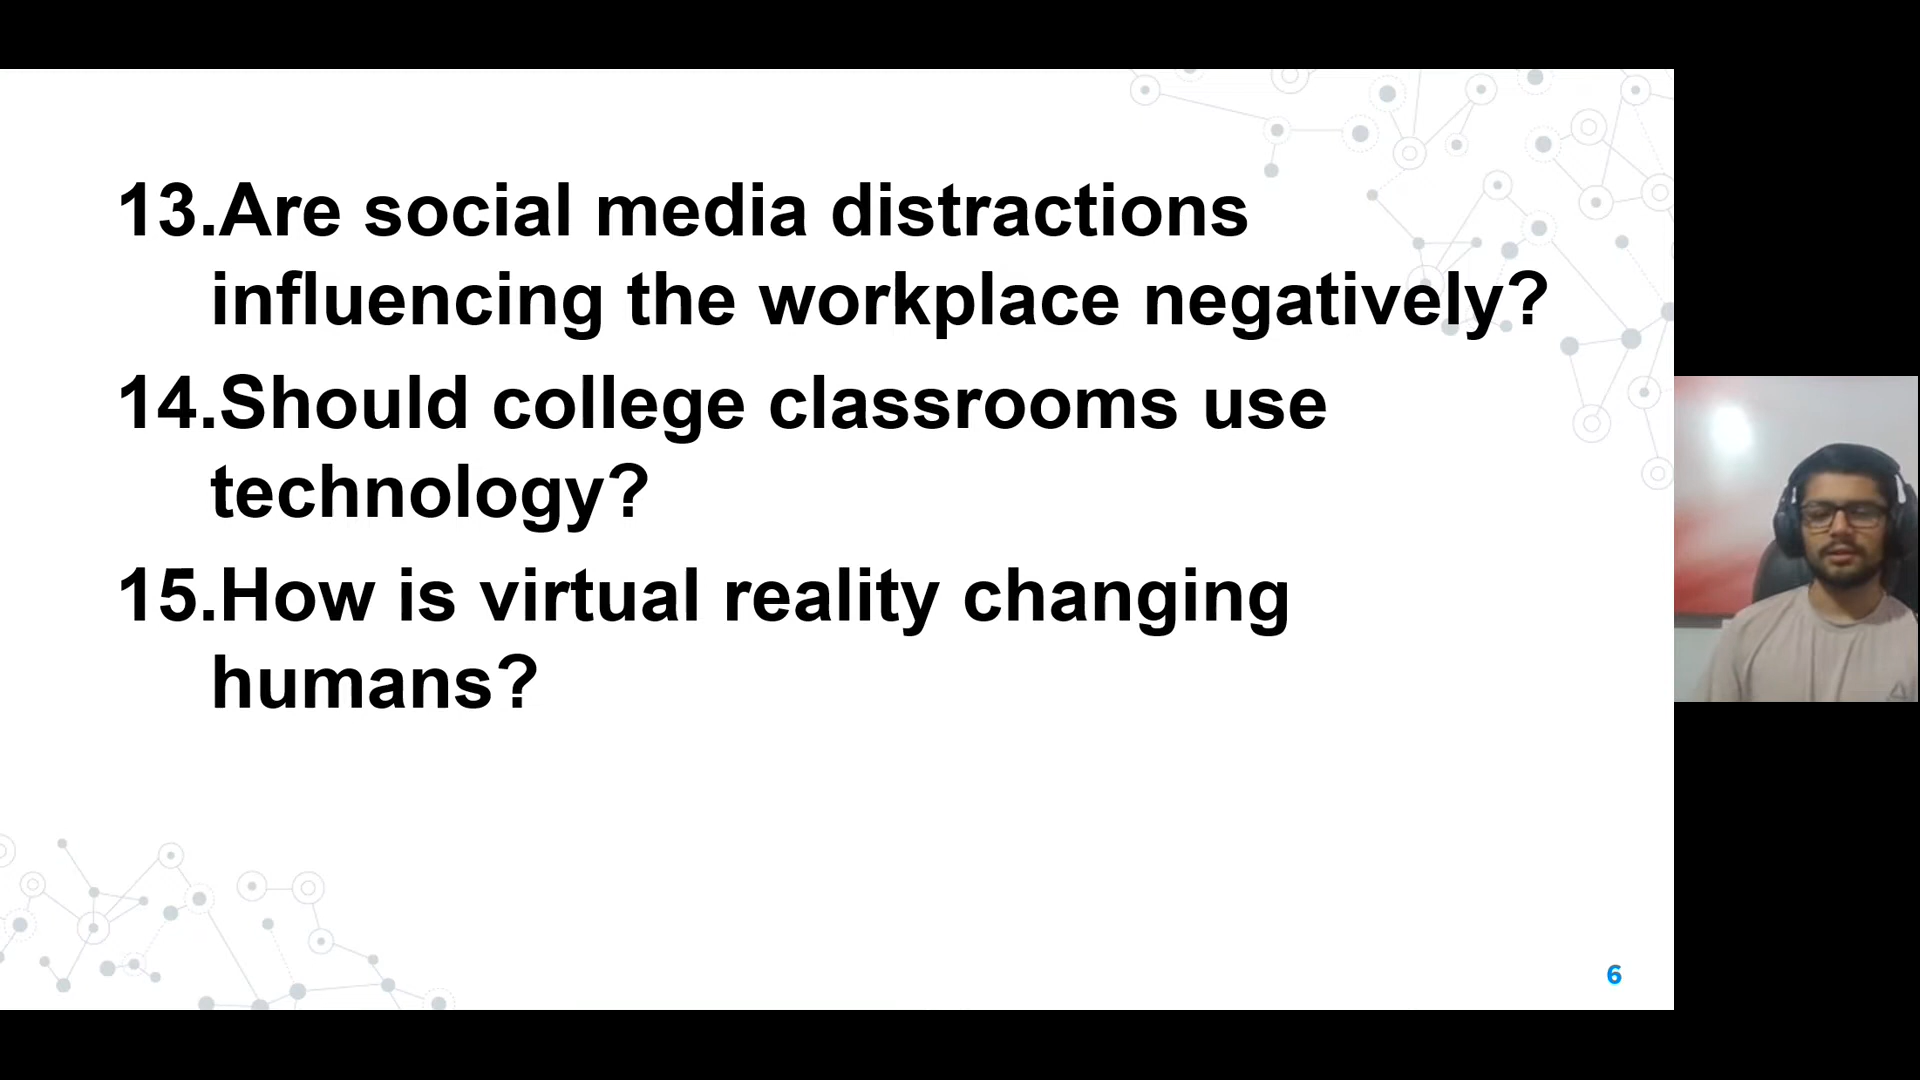 13.Are social media distractions
influencing the workplace negatively?
14.Should college classrooms use
technology?
15.How is virtual reality changing
humans?
6